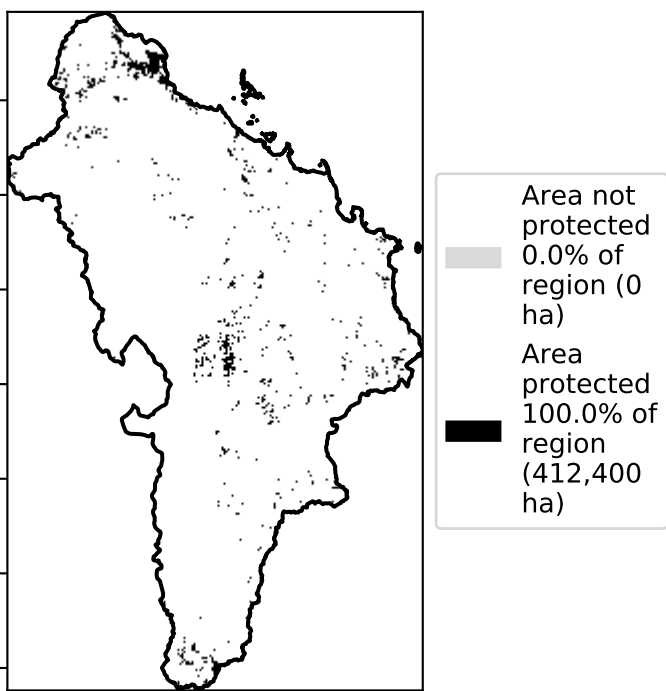 Area not
protected
0.0% of
region (0
ha)
Area
protected
100.0% of
region
(412,400
ha)